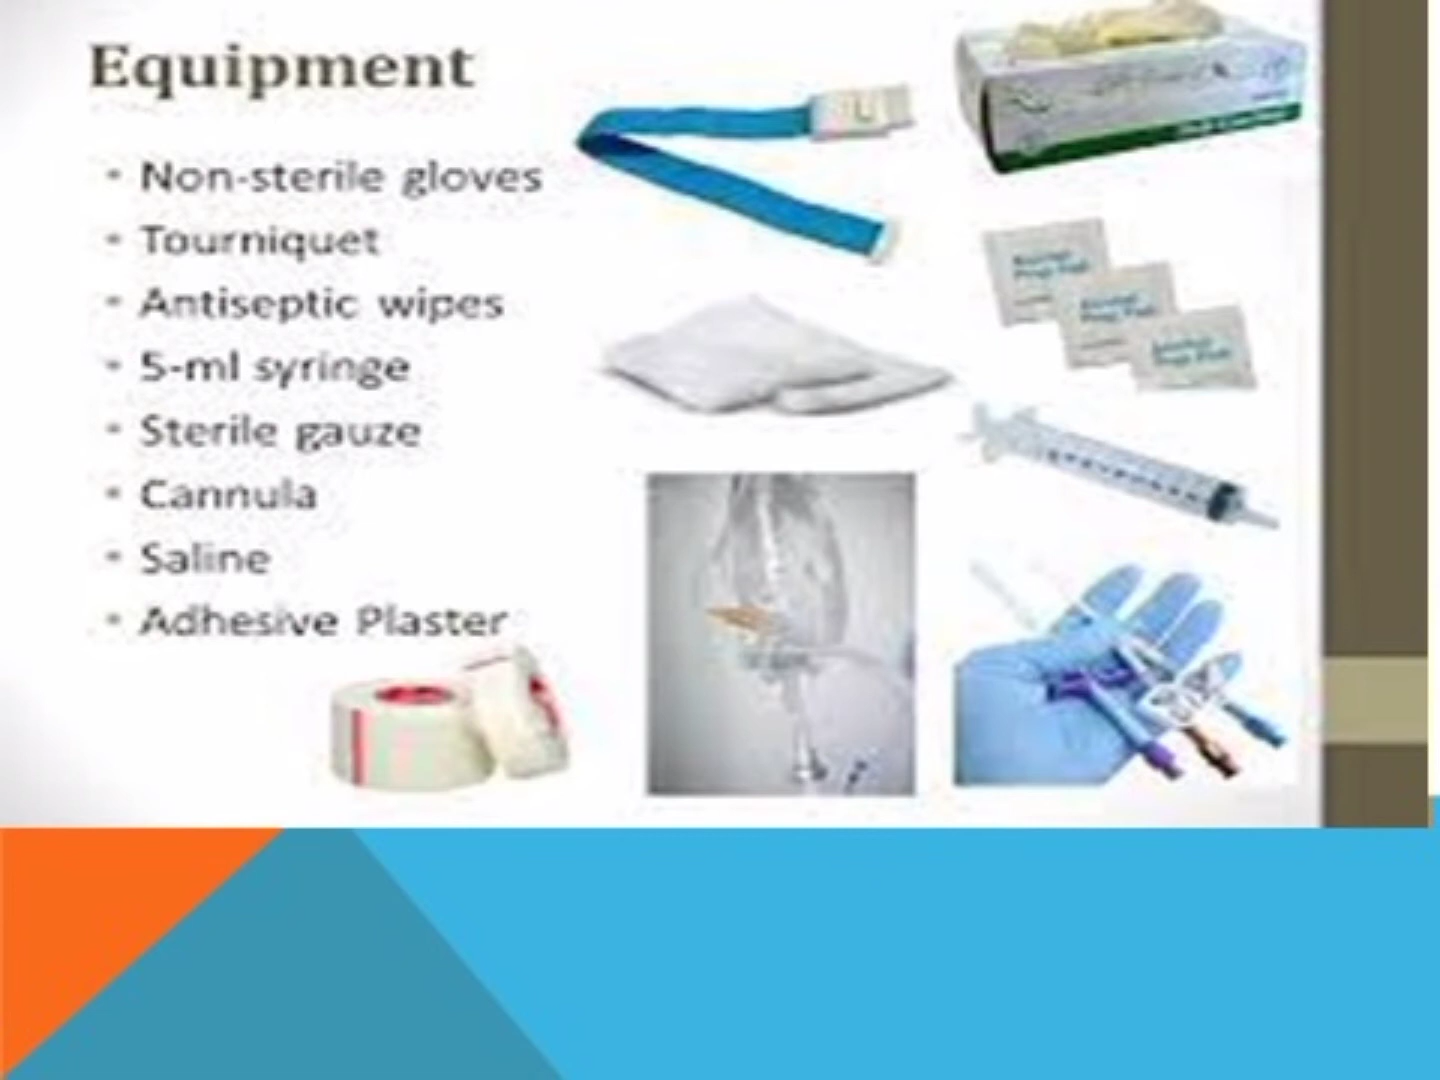 Equipment
• Non-sterile gloves
• Tourniquet
• Antiseptic wipes
• 5-ml syringe
• Sterile gauze
• Cannula
• Saline
• Adhesive Plaster